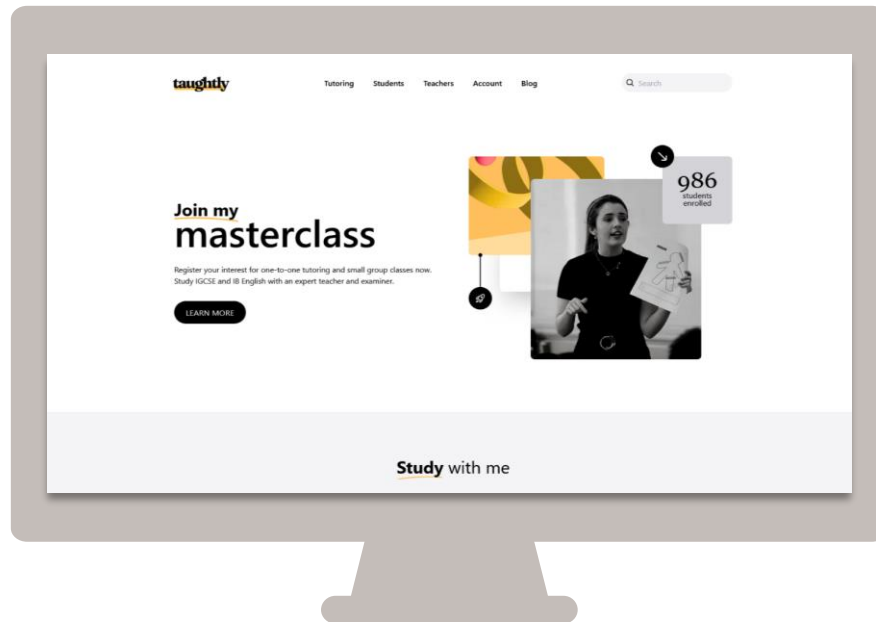 taughtly
Tutoring Students Teachers Account Blog
Search
986
students
enrolled
Join my
masterclass
Register your interest for one-to-one tutoring and small group classes now.
Study IGCSE and IB English with an expert teacher and examiner.
LEARN MORE
Study with me